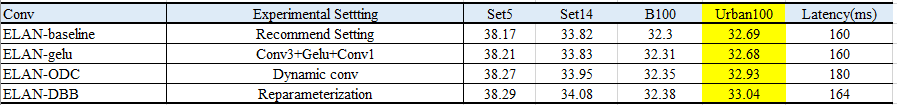 Conv Experimental Settting Set5 Set14 B100 Urban100 Latency(ms)
ELAN-baseline Recommend Setting 38.17 33.82 32.3 32.69 160
ELAN-gelu Conv3+Gelu+Conv1 38.21 33.83 32.31 32.68 160
ELAN-ODC Dynamic conv 38.27 33.95 32.35 32.93 180
ELAN-DBB Reparameterization 38.29 34.08 32.38 33.04 164